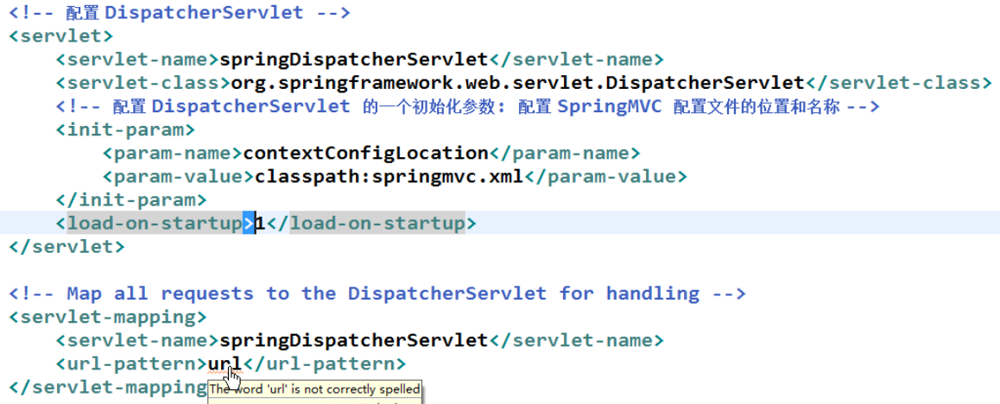 <!-- 配置 DispatcherServlet -->
<servlet>
    <servlet-name>springDispatcherServlet</servlet-name>
    <servlet-class>org.springframework.web.servlet.DispatcherServlet</servlet-class>
    <!-- 配置 DispatcherServlet 的一个初始化参数: 配置 SpringMVC 配置文件的位置和名称 -->
    <init-param>
        <param-name>contextConfigLocation</param-name>
        <param-value>classpath:springmvc.xml</param-value>
    </init-param>
    <load-on-startup>1</load-on-startup>
</servlet>

<!-- Map all requests to the DispatcherServlet for handling -->
<servlet-mapping>
    <servlet-name>springDispatcherServlet</servlet-name>
    <url-pattern>url</url-pattern>
</servlet-mapping
The word 'url' is not correctly spelled